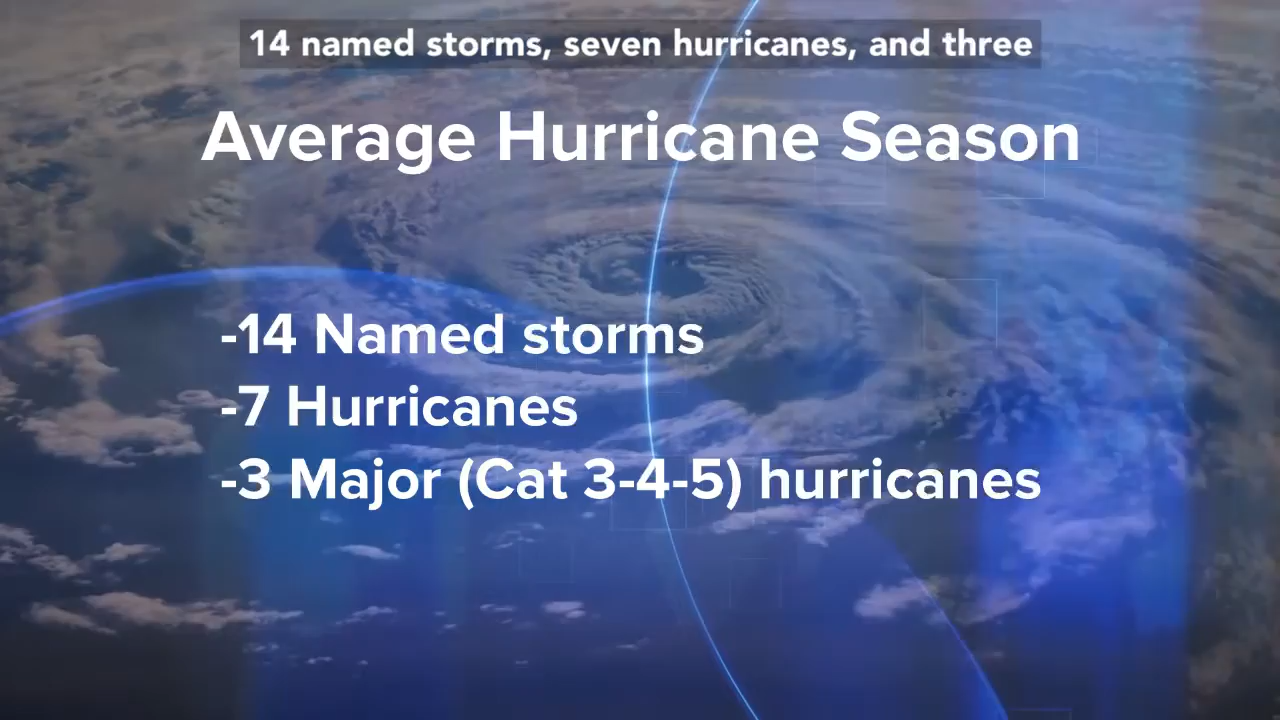 14 named storms, seven hurricanes, and three
Average Hurricane Season
-14 Named storms
-7 Hurricanes
-3 Major (Cat 3-4-5) hurricanes